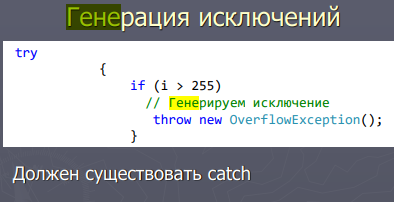 Генерация исключений
try
{
if (i > 255)
// Генерируем исключение
throw new OverflowException();
}
Должен существовать catch